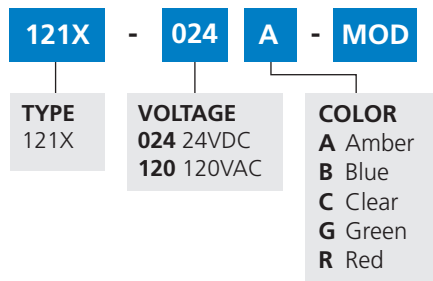 121X - 024 A - MOD
TYPE
121X
VOLTAGE
024 24VDC
120 120VAC
COLOR
A Amber
B Blue
C Clear
G Green
R Red